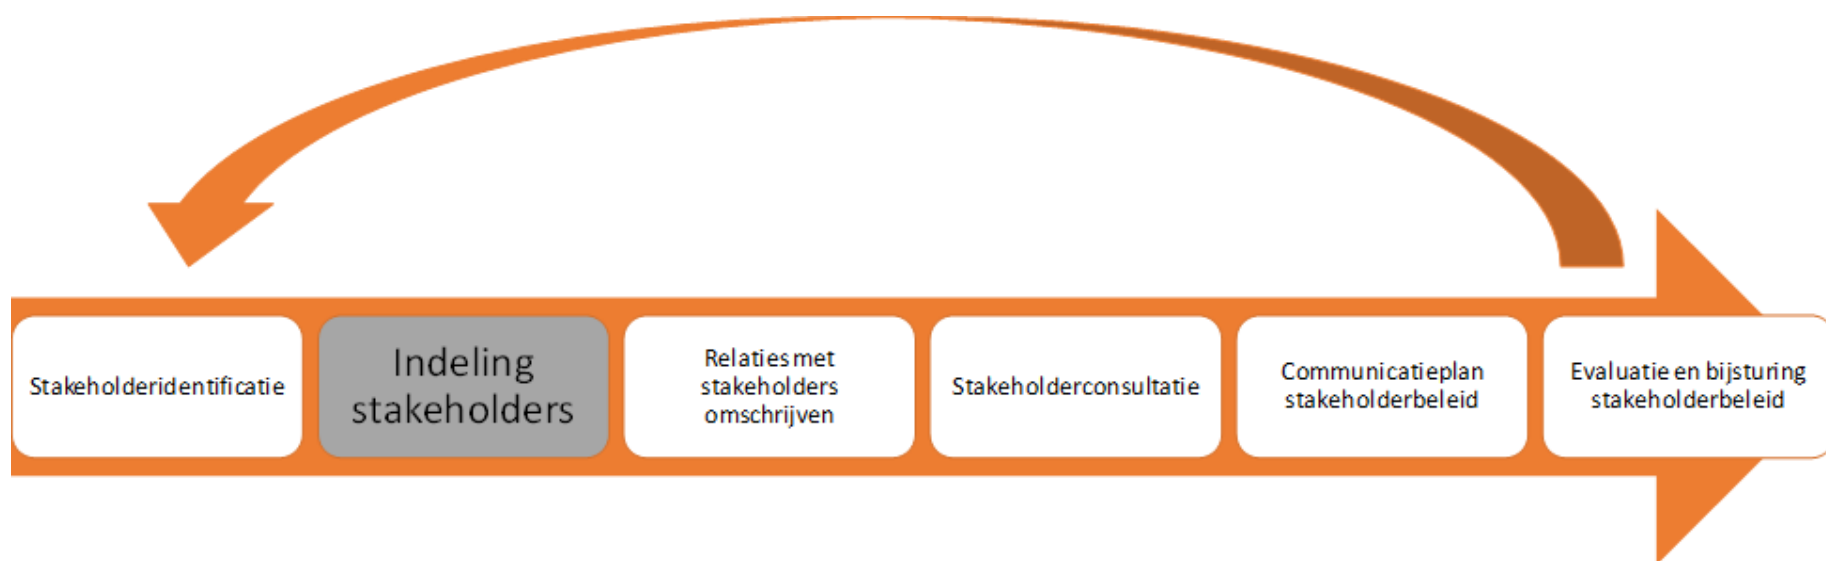 Stakeholderidentificatie
Indeling
stakeholders
Relaties met
stakeholders
omschrijven
Stakeholderconsultatie
Communicatieplan
stakeholderbeleid
Evaluatie en bijsturing
stakeholderbeleid